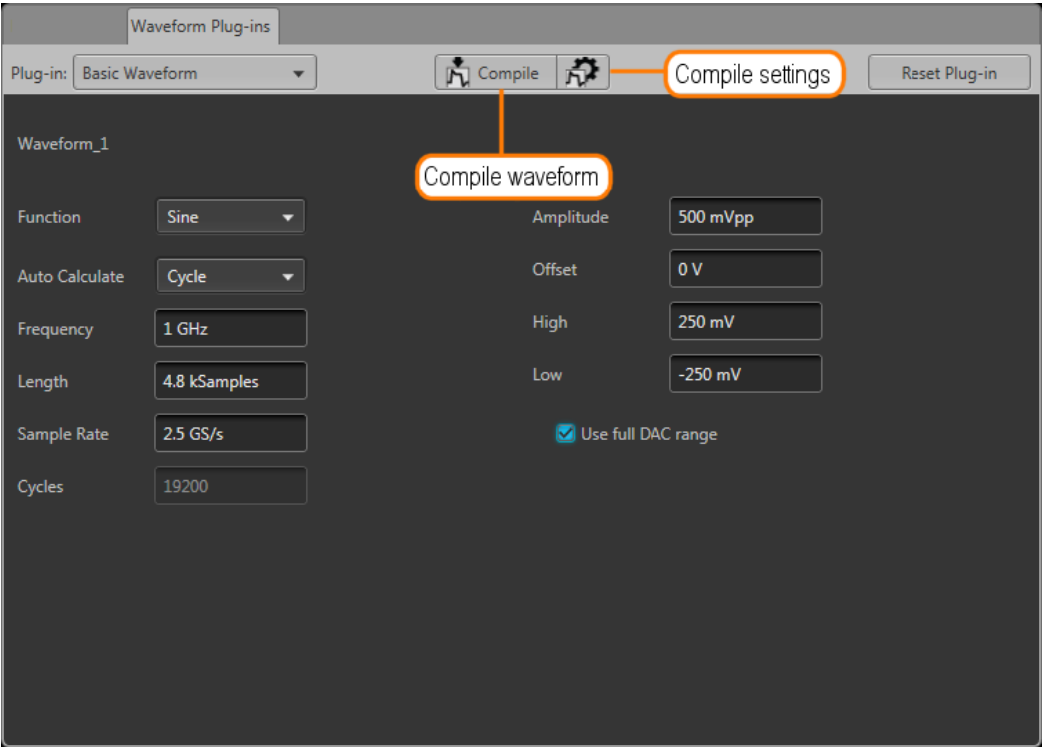 Waveform Plug-ins
Plug-in: Basic Waveform Compile Compile settings Reset Plug-in
Waveform_1
Compile waveform
Function Sine Amplitude 500 mVpp
Auto Calculate Cycle Offset 0 V
Frequency 1 GHz High 250 mV
Length 4.8 kSamples Low -250 mV
Sample Rate 2.5 GS/s Use full DAC range
Cycles 19200